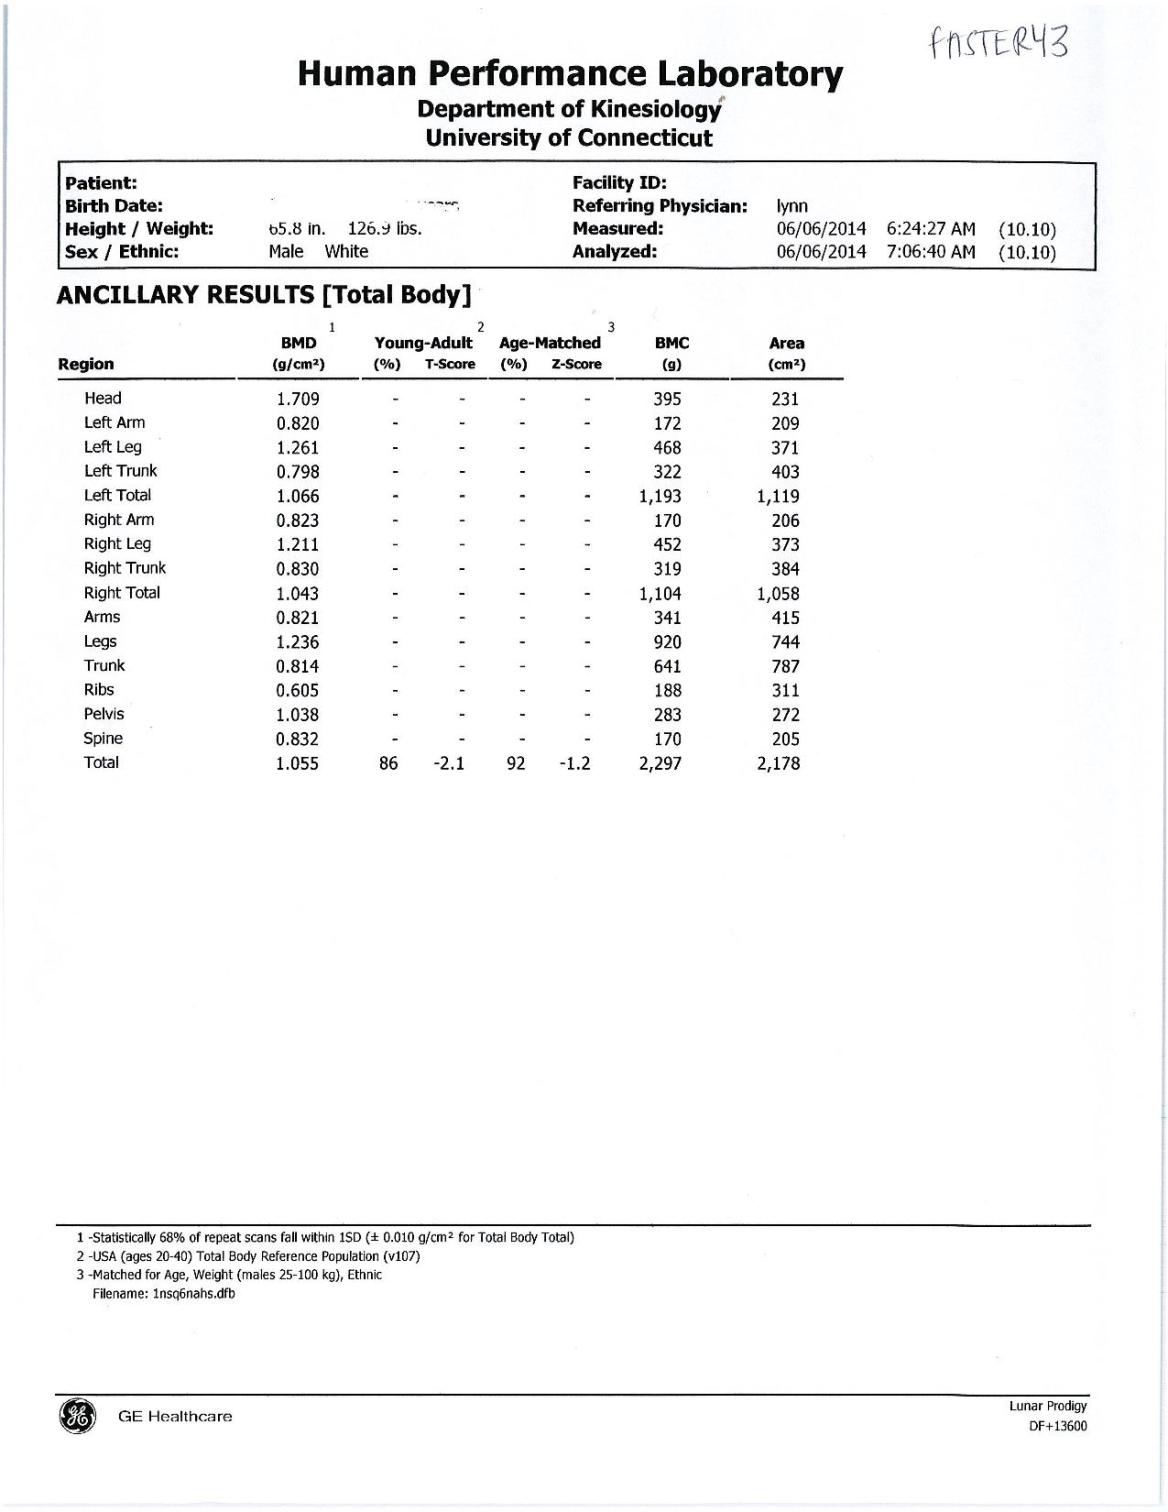 FASTER43
Human Performance Laboratory
Department of Kinesiology
University of Connecticut
Patient: Facility ID:
Birth Date: Referring Physician: lynn
Height / Weight: 65.8 in. 126.9 lbs. Measured: 06/06/2014 6:24:27 AM (10.10)
Sex / Ethnic: Male White Analyzed: 06/06/2014 7:06:40 AM (10.10)
ANCILLARY RESULTS [Total Body]
1 2 3
BMD Young-Adult Age-Matched BMC Area
Region (g/cm²) (%) T-Score (%) Z-Score (g) (cm²)
Head 1.709 - - - - 395 231
Left Arm 0.820 - - - - 172 209
Left Leg 1.261 - - - - 468 371
Left Trunk 0.798 - - - - 322 403
Left Total 1.066 - - - - 1,193 1,119
Right Arm 0.823 - - - - 170 206
Right Leg 1.211 - - - - 452 373
Right Trunk 0.830 - - - - 319 384
Right Total 1.043 - - - - 1,104 1,058
Arms 0.821 - - - - 341 415
Legs 1.236 - - - - 920 744
Trunk 0.814 - - - - 641 787
Ribs 0.605 - - - - 188 311
Pelvis 1.038 - - - - 283 272
Spine 0.832 - - - - 170 205
Total 1.055 86 -2.1 92 -1.2 2,297 2,178
1 -Statistically 68% of repeat scans fall within 1SD (± 0.010 g/cm² for Total Body Total)
2 -USA (ages 20-40) Total Body Reference Population (v107)
3 -Matched for Age, Weight (males 25-100 kg), Ethnic
Filename: 1nsq6nahs.dfb
GE Healthcare
Lunar Prodigy
DF+13600